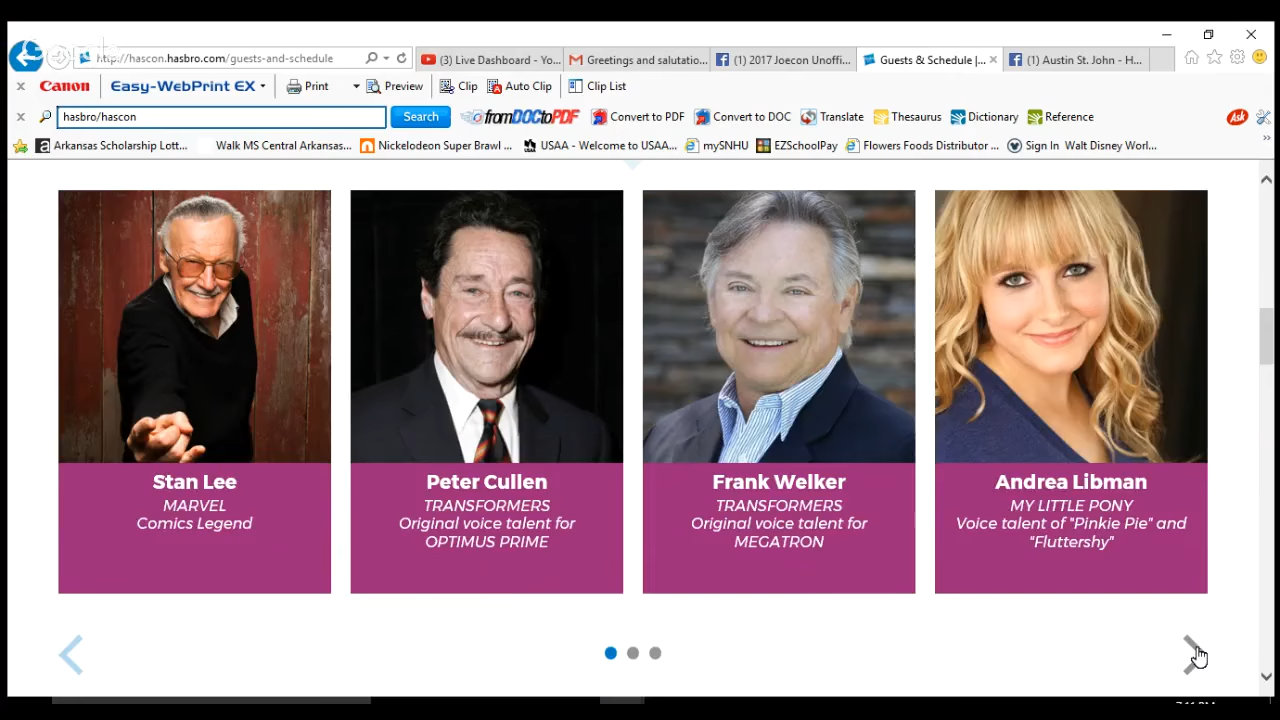 http://hascon.hasbro.com/guests-and-schedule
(3) Live Dashboard - Yo...
Greetings and salutatio...
(1) 2017 Joecon Unoffi...
Guests & Schedule |...
(1) Austin St. John - H...
Canon
Easy-WebPrint EX
Print
Preview
Clip
Auto Clip
Clip List
hasbro/hascon
Search
fromDOCtoPDF
Convert to PDF
Convert to DOC
Translate
Thesaurus
Dictionary
Reference
Ask
Arkansas Scholarship Lott...
Walk MS Central Arkansas...
Nickelodeon Super Brawl ...
USAA - Welcome to USAA...
mySNHU
EZSchoolPay
Flowers Foods Distributor ...
Sign In Walt Disney Worl...
Stan Lee
MARVEL
Comics Legend
Peter Cullen
TRANSFORMERS
Original voice talent for
OPTIMUS PRIME
Frank Welker
TRANSFORMERS
Original voice talent for
MEGATRON
Andrea Libman
MY LITTLE PONY
Voice talent of "Pinkie Pie" and
"Fluttershy"